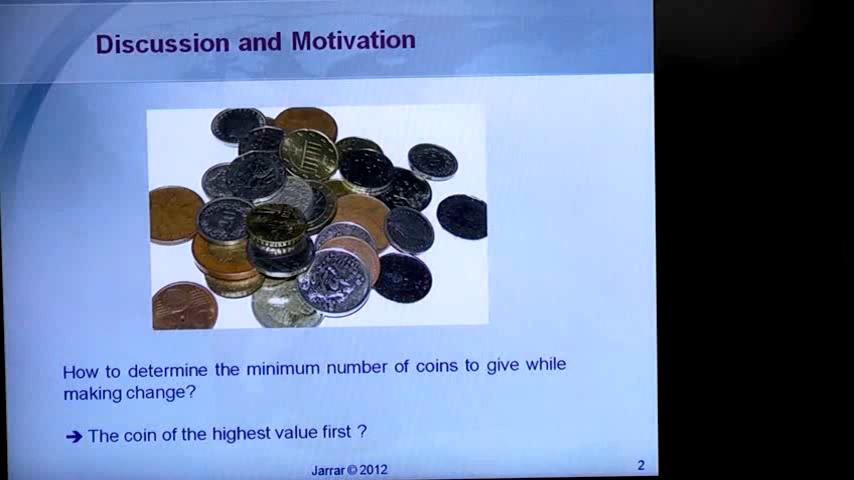 Discussion and Motivation
How to determine the minimum number of coins to give while
making change?
➔ The coin of the highest value first ?
Jarrar © 2012
2